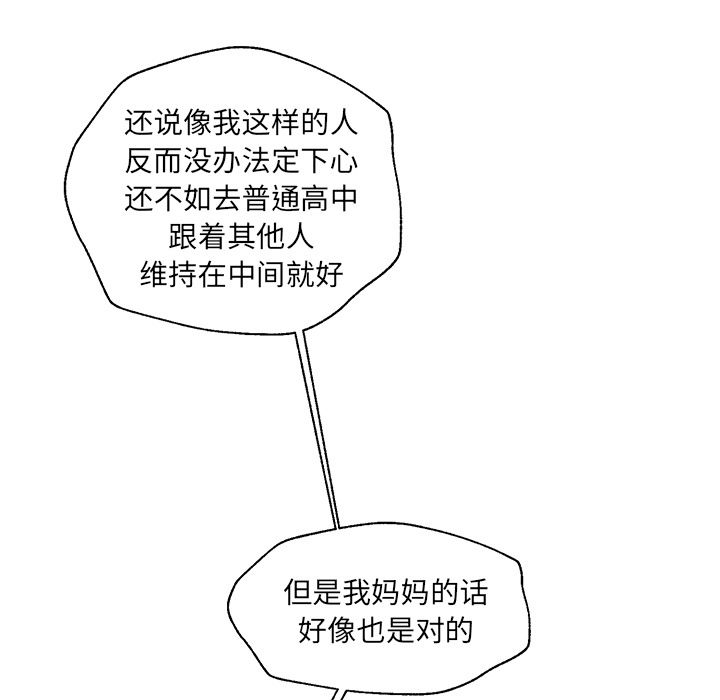 还说像我这样的人
反而没办法定下心
还不如去普通高中
跟着其他人
维持在中间就好
但是我妈妈的话
好像也是对的